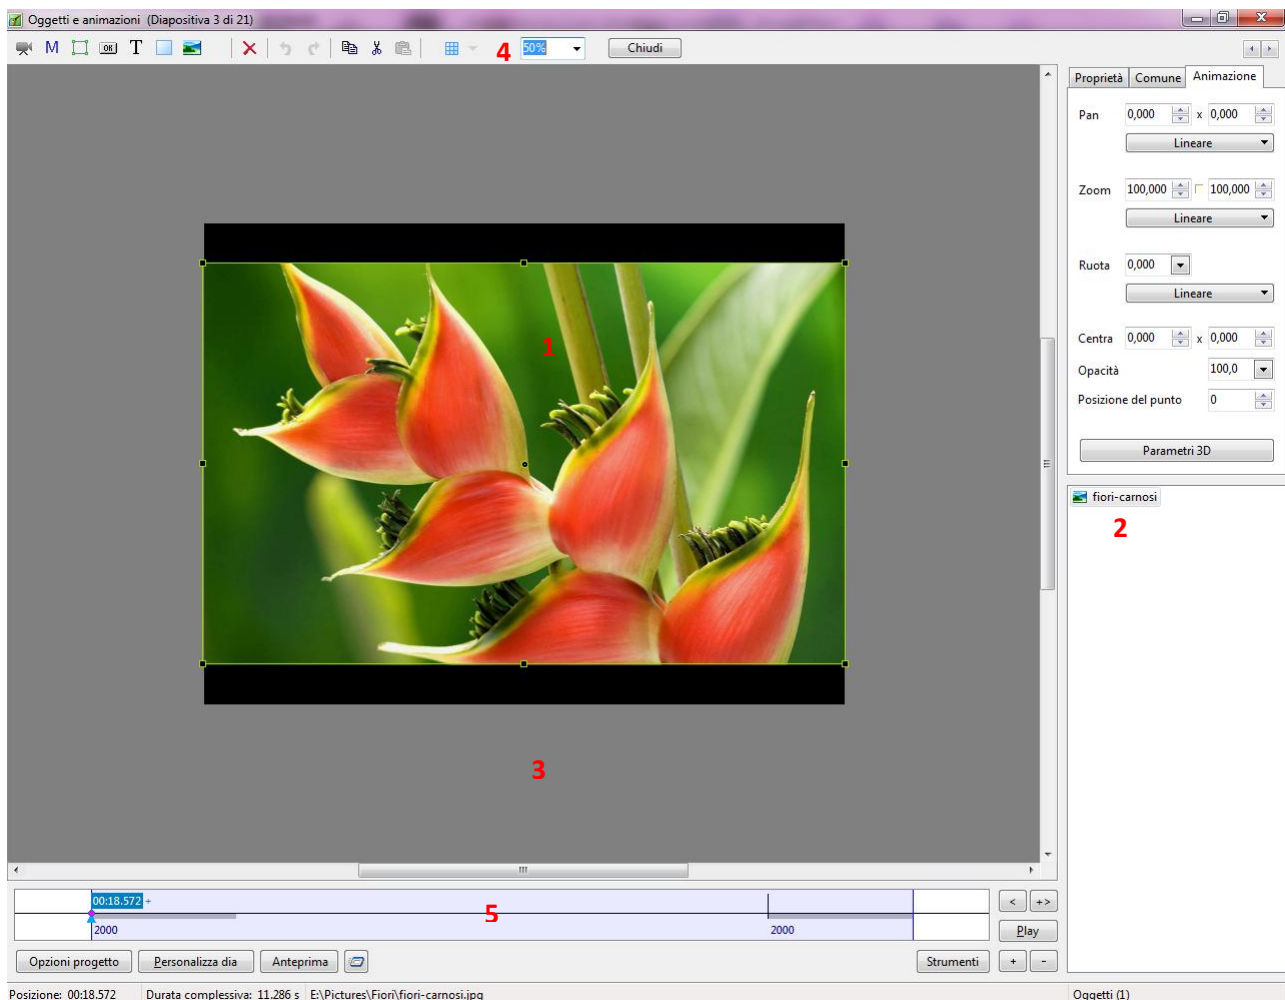 Oggetti e animazioni (Diapositiva 3 di 21)
M OK T 4 50% Chiudi
Proprietà Comune Animazione
Pan 0,000 x 0,000
Lineare
Zoom 100,000 100,000
Lineare
Ruota 0,000
Lineare
Centra 0,000 x 0,000
Opacità 100,0
Posizione del punto 0
Parametri 3D
fiori-carnosi
1
2
3
00:18.572 +
5
2000 2000
< +>
Play
Opzioni progetto Personalizza dia Anteprima Strumenti + -
Posizione: 00:18.572 Durata complessiva: 11.286 s E:\Pictures\Fiori\fiori-carnosi.jpg Oggetti (1)